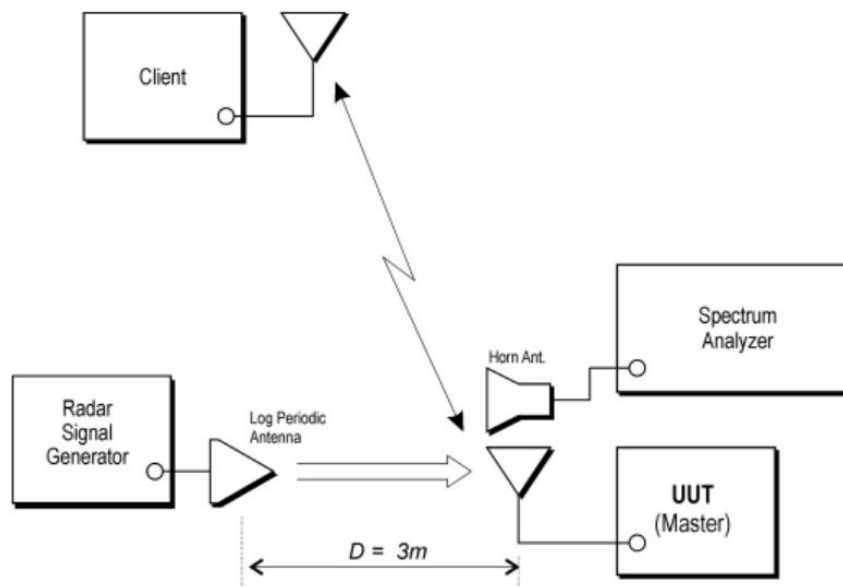 Client
Spectrum
Analyzer
Horn Ant.
Radar
Signal
Generator
Log Periodic
Antenna
UUT
(Master)
D = 3m